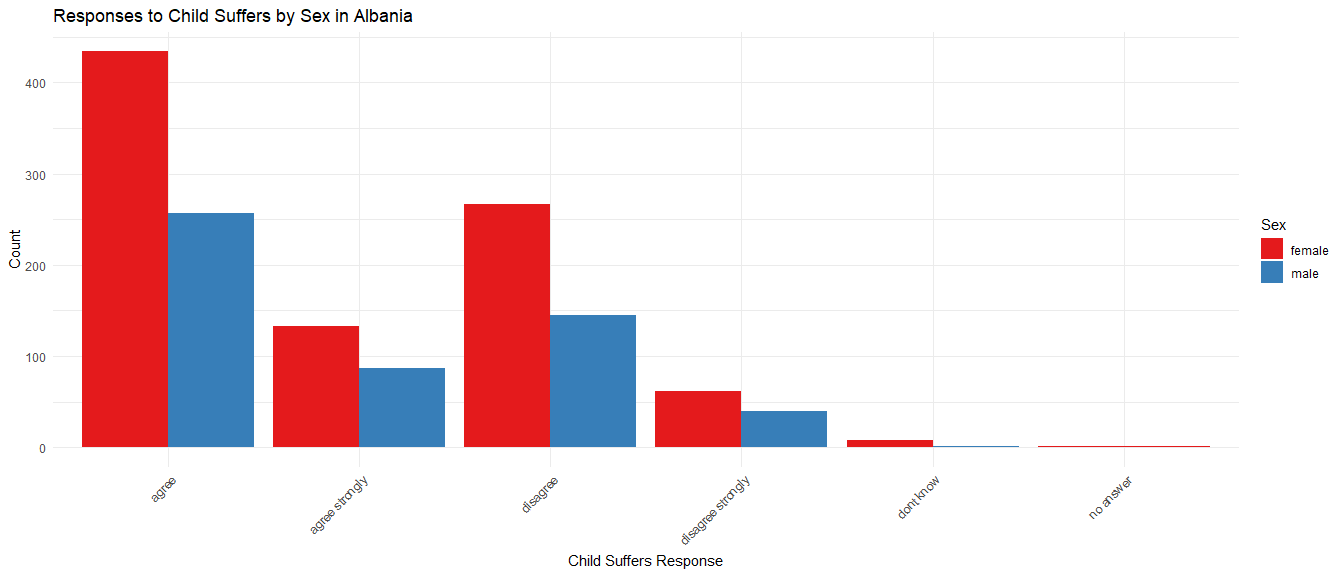 Responses to Child Suffers by Sex in Albania
Count
400
300
200
100
0
agree
agree strongly
disagree
disagree strongly
dont know
no answer
Child Suffers Response
Sex
female
male